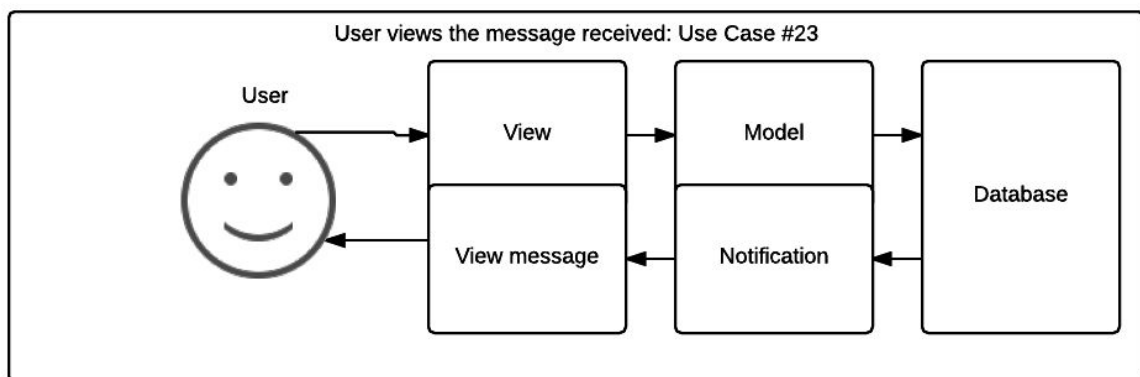 User views the message received: Use Case #23
User
View
Model
Database
View message
Notification